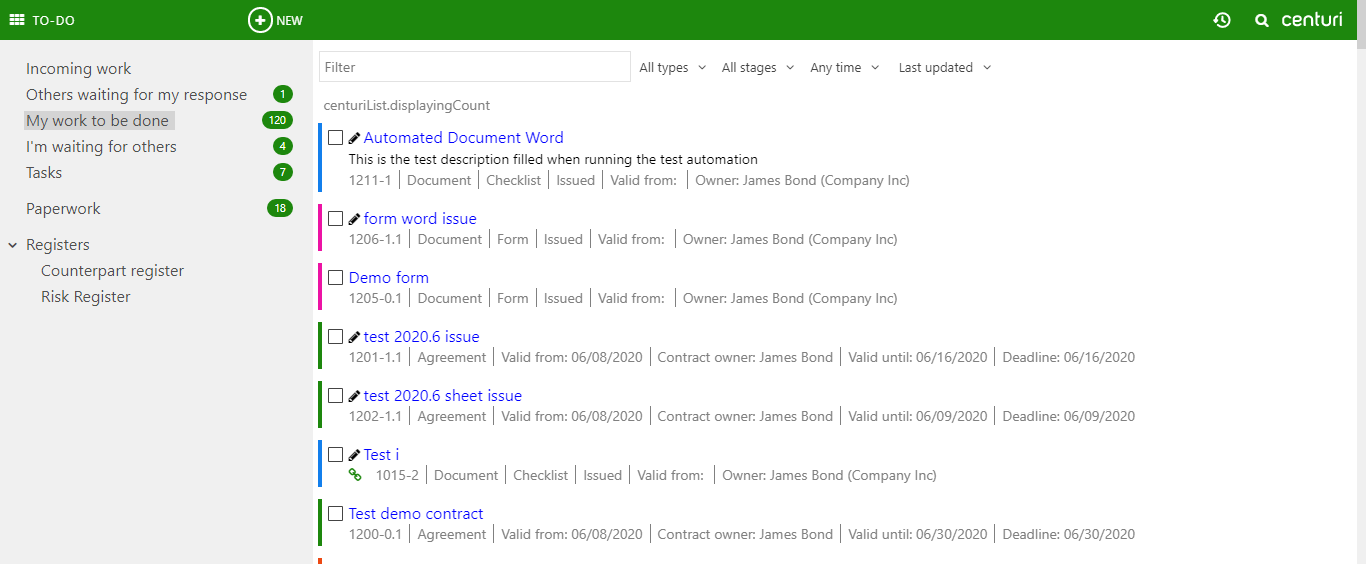 TO-DO NEW centuri
Incoming work
Others waiting for my response 1
My work to be done 120
I'm waiting for others 4
Tasks 7
Paperwork 18
Registers
Counterpart register
Risk Register
Filter All types All stages Any time Last updated
centuriList.displayingCount
Automated Document Word
This is the test description filled when running the test automation
1211-1 Document Checklist Issued Valid from: Owner: James Bond (Company Inc)
form word issue
1206-1.1 Document Form Issued Valid from: Owner: James Bond (Company Inc)
Demo form
1205-0.1 Document Form Issued Valid from: Owner: James Bond (Company Inc)
test 2020.6 issue
1201-1.1 Agreement Valid from: 06/08/2020 Contract owner: James Bond Valid until: 06/16/2020 Deadline: 06/16/2020
test 2020.6 sheet issue
1202-1.1 Agreement Valid from: 06/08/2020 Contract owner: James Bond Valid until: 06/09/2020 Deadline: 06/09/2020
Test i
1015-2 Document Checklist Issued Valid from: Owner: James Bond (Company Inc)
Test demo contract
1200-0.1 Agreement Valid from: 06/08/2020 Contract owner: James Bond Valid until: 06/30/2020 Deadline: 06/30/2020